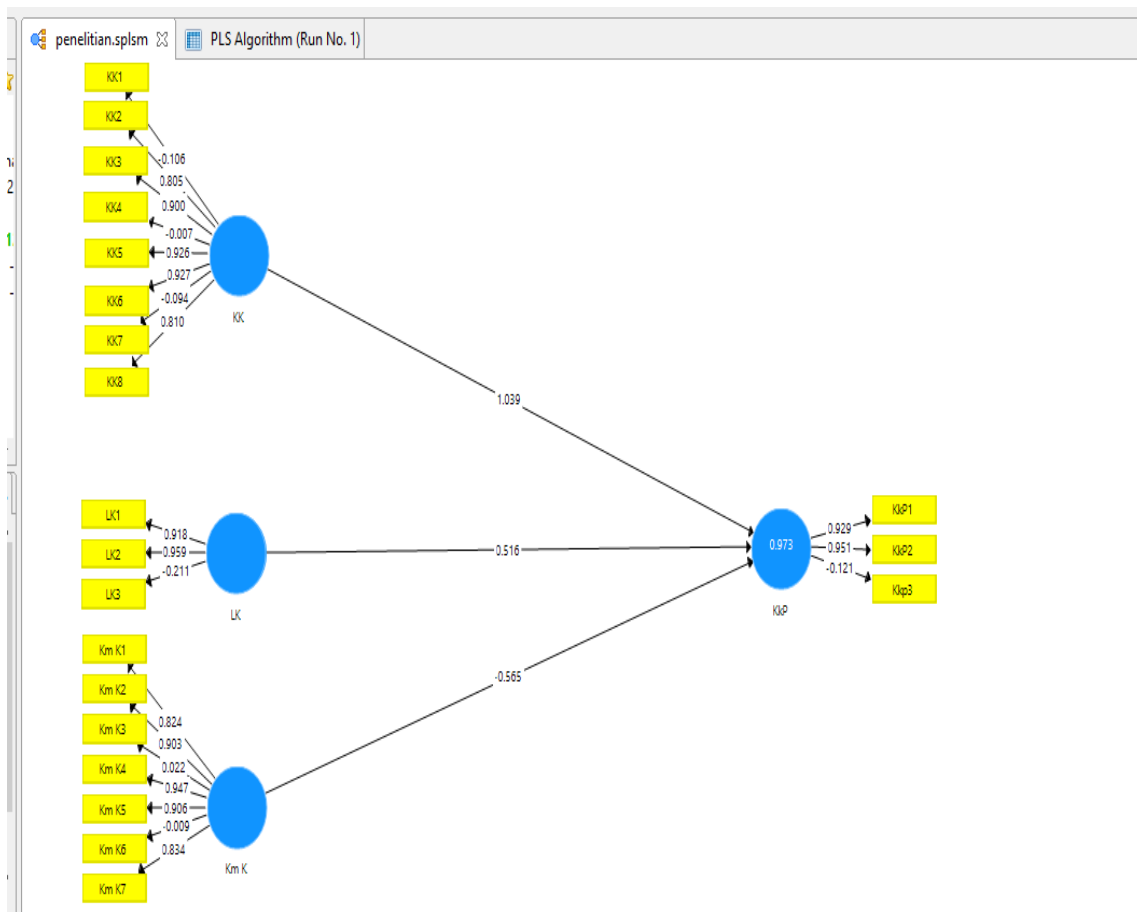 penelitian.splsm
PLS Algorithm (Run No. 1)
KK1
KK2
KK3
KK4
KK5
KK6
KK7
KK8
-0.106
0.805
0.900
-0.007
0.926
0.927
-0.094
0.810
KK
1.039
LK1
LK2
LK3
0.918
0.959
-0.211
LK
0.516
Km K1
Km K2
Km K3
Km K4
Km K5
Km K6
Km K7
0.824
0.903
0.022
0.947
0.906
-0.009
0.834
Km K
-0.565
0.973
KkP
0.929
0.951
-0.121
KkP1
KkP2
Kkp3